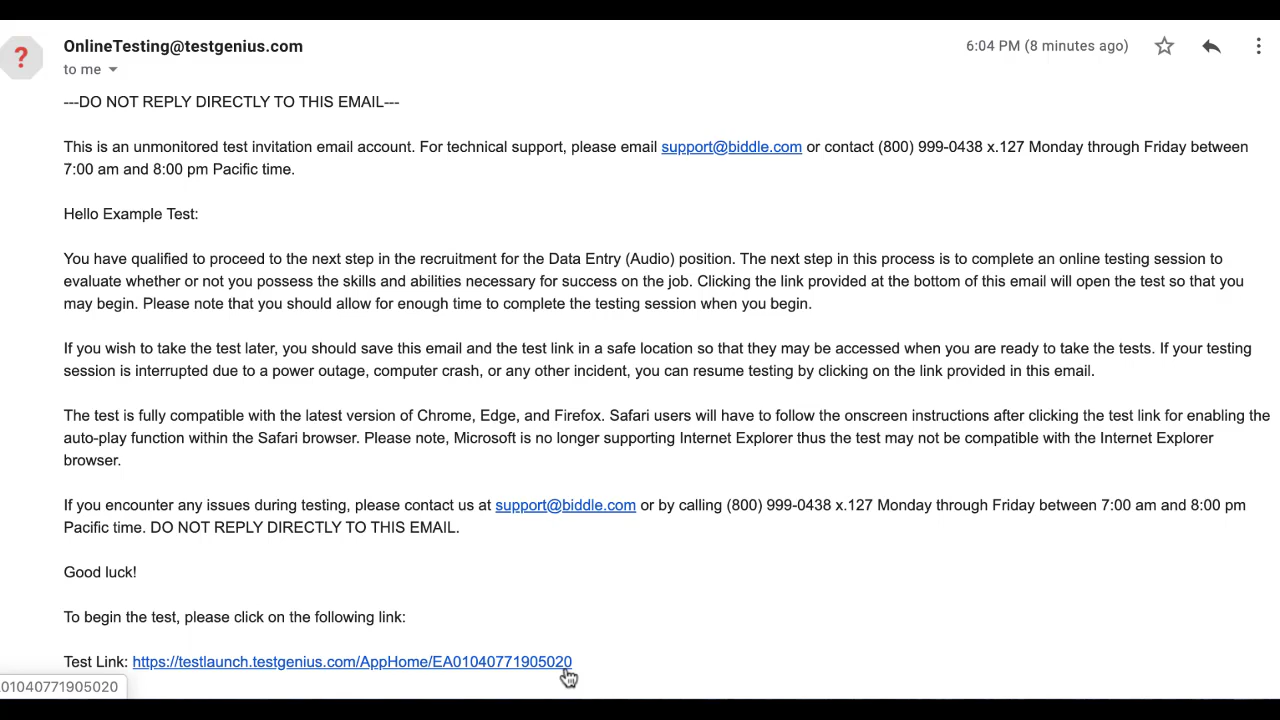 OnlineTesting@testgenius.com
6:04 PM (8 minutes ago)
?
to me
---DO NOT REPLY DIRECTLY TO THIS EMAIL---
This is an unmonitored test invitation email account. For technical support, please email support@biddle.com or contact (800) 999-0438 x.127 Monday through Friday between
7:00 am and 8:00 pm Pacific time.
Hello Example Test:
You have qualified to proceed to the next step in the recruitment for the Data Entry (Audio) position. The next step in this process is to complete an online testing session to
evaluate whether or not you possess the skills and abilities necessary for success on the job. Clicking the link provided at the bottom of this email will open the test so that you
may begin. Please note that you should allow for enough time to complete the testing session when you begin.
If you wish to take the test later, you should save this email and the test link in a safe location so that they may be accessed when you are ready to take the tests. If your testing
session is interrupted due to a power outage, computer crash, or any other incident, you can resume testing by clicking on the link provided in this email.
The test is fully compatible with the latest version of Chrome, Edge, and Firefox. Safari users will have to follow the onscreen instructions after clicking the test link for enabling the
auto-play function within the Safari browser. Please note, Microsoft is no longer supporting Internet Explorer thus the test may not be compatible with the Internet Explorer
browser.
If you encounter any issues during testing, please contact us at support@biddle.com or by calling (800) 999-0438 x.127 Monday through Friday between 7:00 am and 8:00 pm
Pacific time. DO NOT REPLY DIRECTLY TO THIS EMAIL.
Good luck!
To begin the test, please click on the following link:
Test Link: https://testlaunch.testgenius.com/AppHome/EA01040771905020
01040771905020